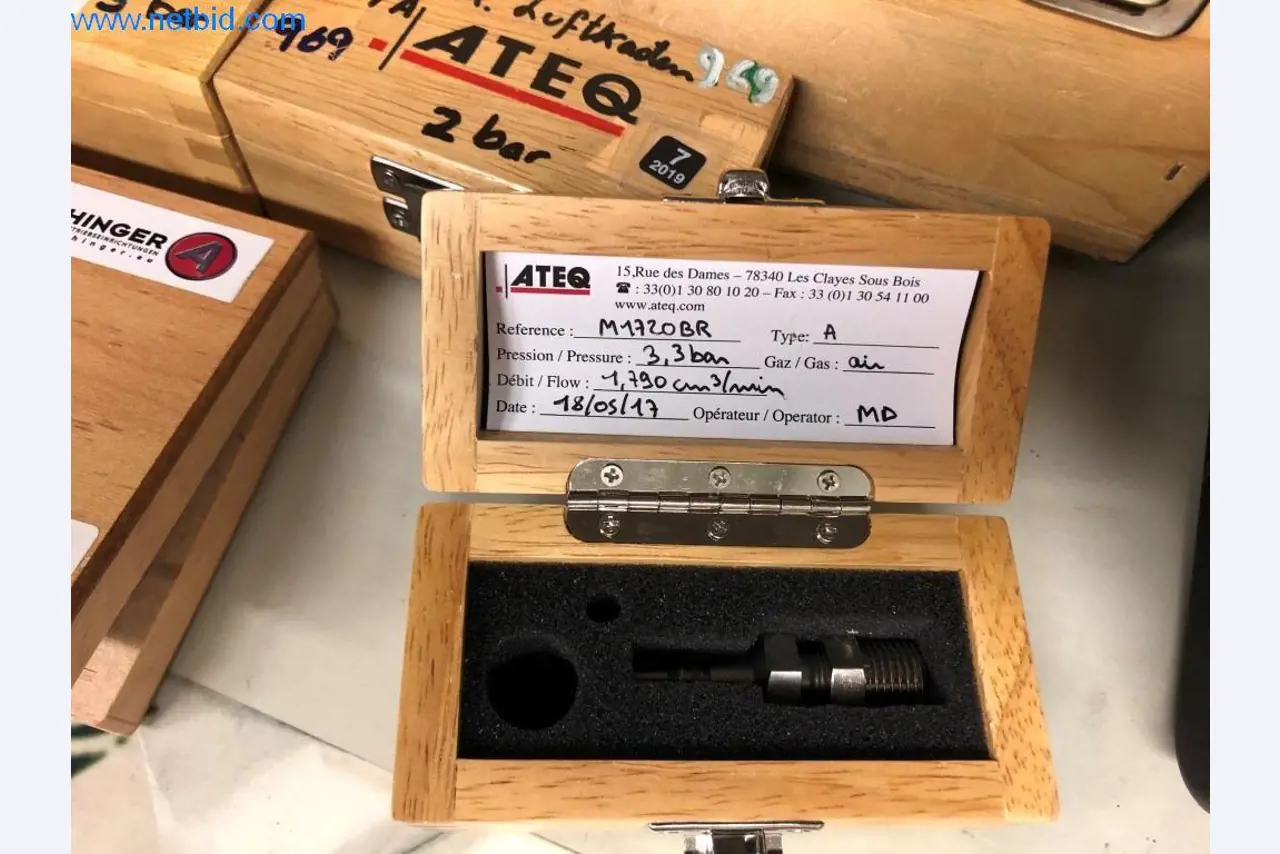 www.netbid.com
969
Luftkaden 969
ATEQ
2 bar
7
2019
HINGER
TRIEBSEINRICHTUNGEN
hinger.eu
A
ATEQ
15,Rue des Dames – 78340 Les Clayes Sous Bois
☎ : 33(0)1 30 80 10 20 – Fax : 33 (0)1 30 54 11 00
www.ateq.com
Reference : M1720BR Type: A
Pression / Pressure : 3,3 bar Gaz / Gas : air
Débit / Flow : 1,790 cm³/min
Date : 18/05/17 Opérateur / Operator : MD